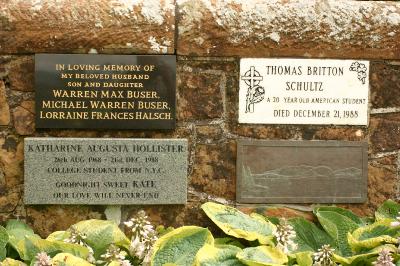 IN LOVING MEMORY OF
MY BELOVED HUSBAND
SON AND DAUGHTER
WARREN MAX BUSER,
MICHAEL WARREN BUSER,
LORRAINE FRANCES HALSCH.
KATHARINE AUGUSTA HOLLISTER
26th AUG 1968 - 21st DEC. 1988
COLLEGE STUDENT FROM N.Y.C.
GOODNIGHT SWEET KATE
OUR LOVE WILL NEVER END
THOMAS BRITTON
SCHULTZ
A 20 YEAR OLD AMERICAN STUDENT
DIED DECEMBER 21, 1988